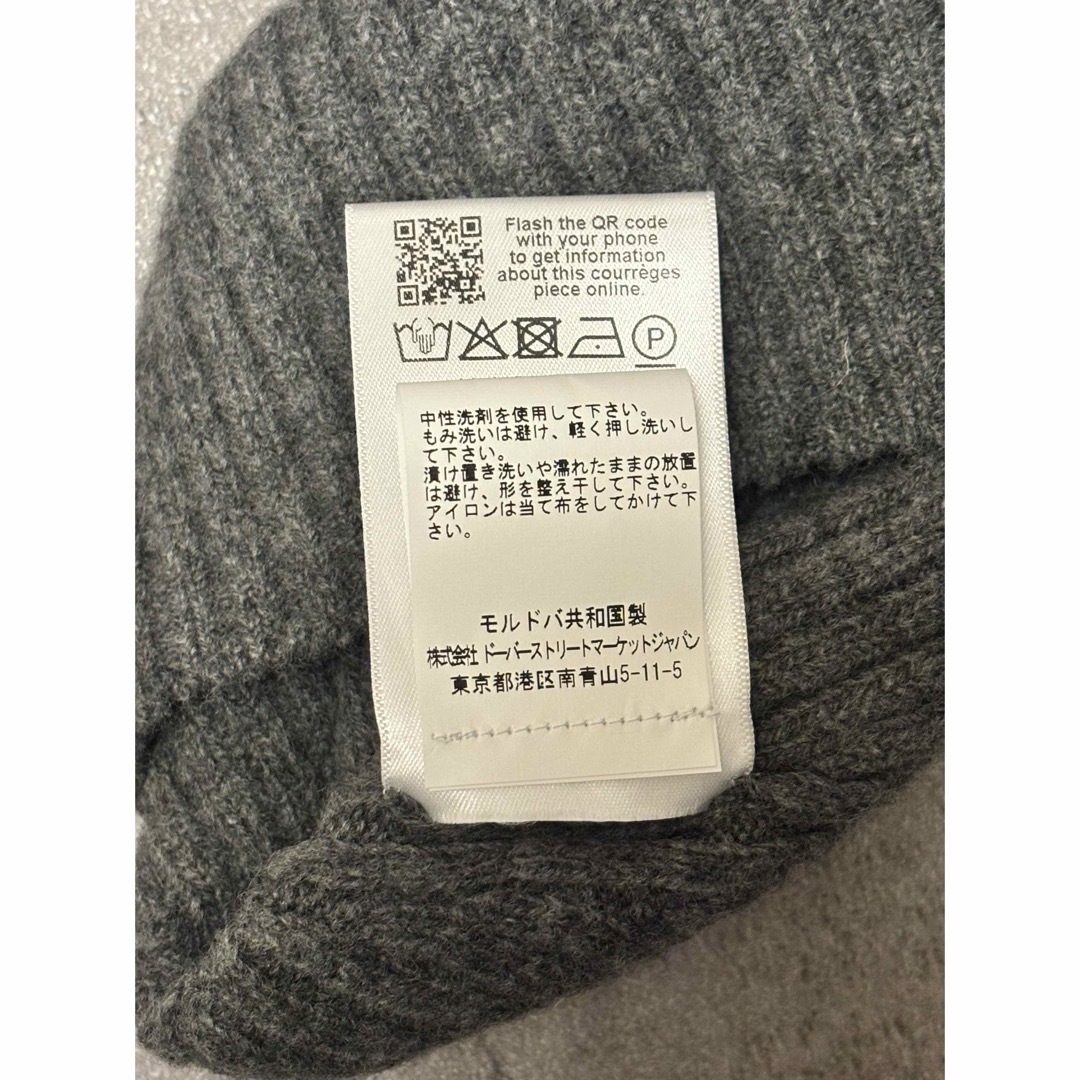 Flash the QR code
with your phone
to get information
about this courrèges
piece online.
P
中性洗剤を使用して下さい。
もみ洗いは避け、軽く押し洗いし
て下さい。
漬け置き洗いや濡れたままの放置
は避け、形を整え干して下さい。
アイロンは当て布をしてかけて下
さい。
モルドバ共和国製
株式会社 ドーバーストリートマーケットジャパン
東京都港区南青山5-11-5